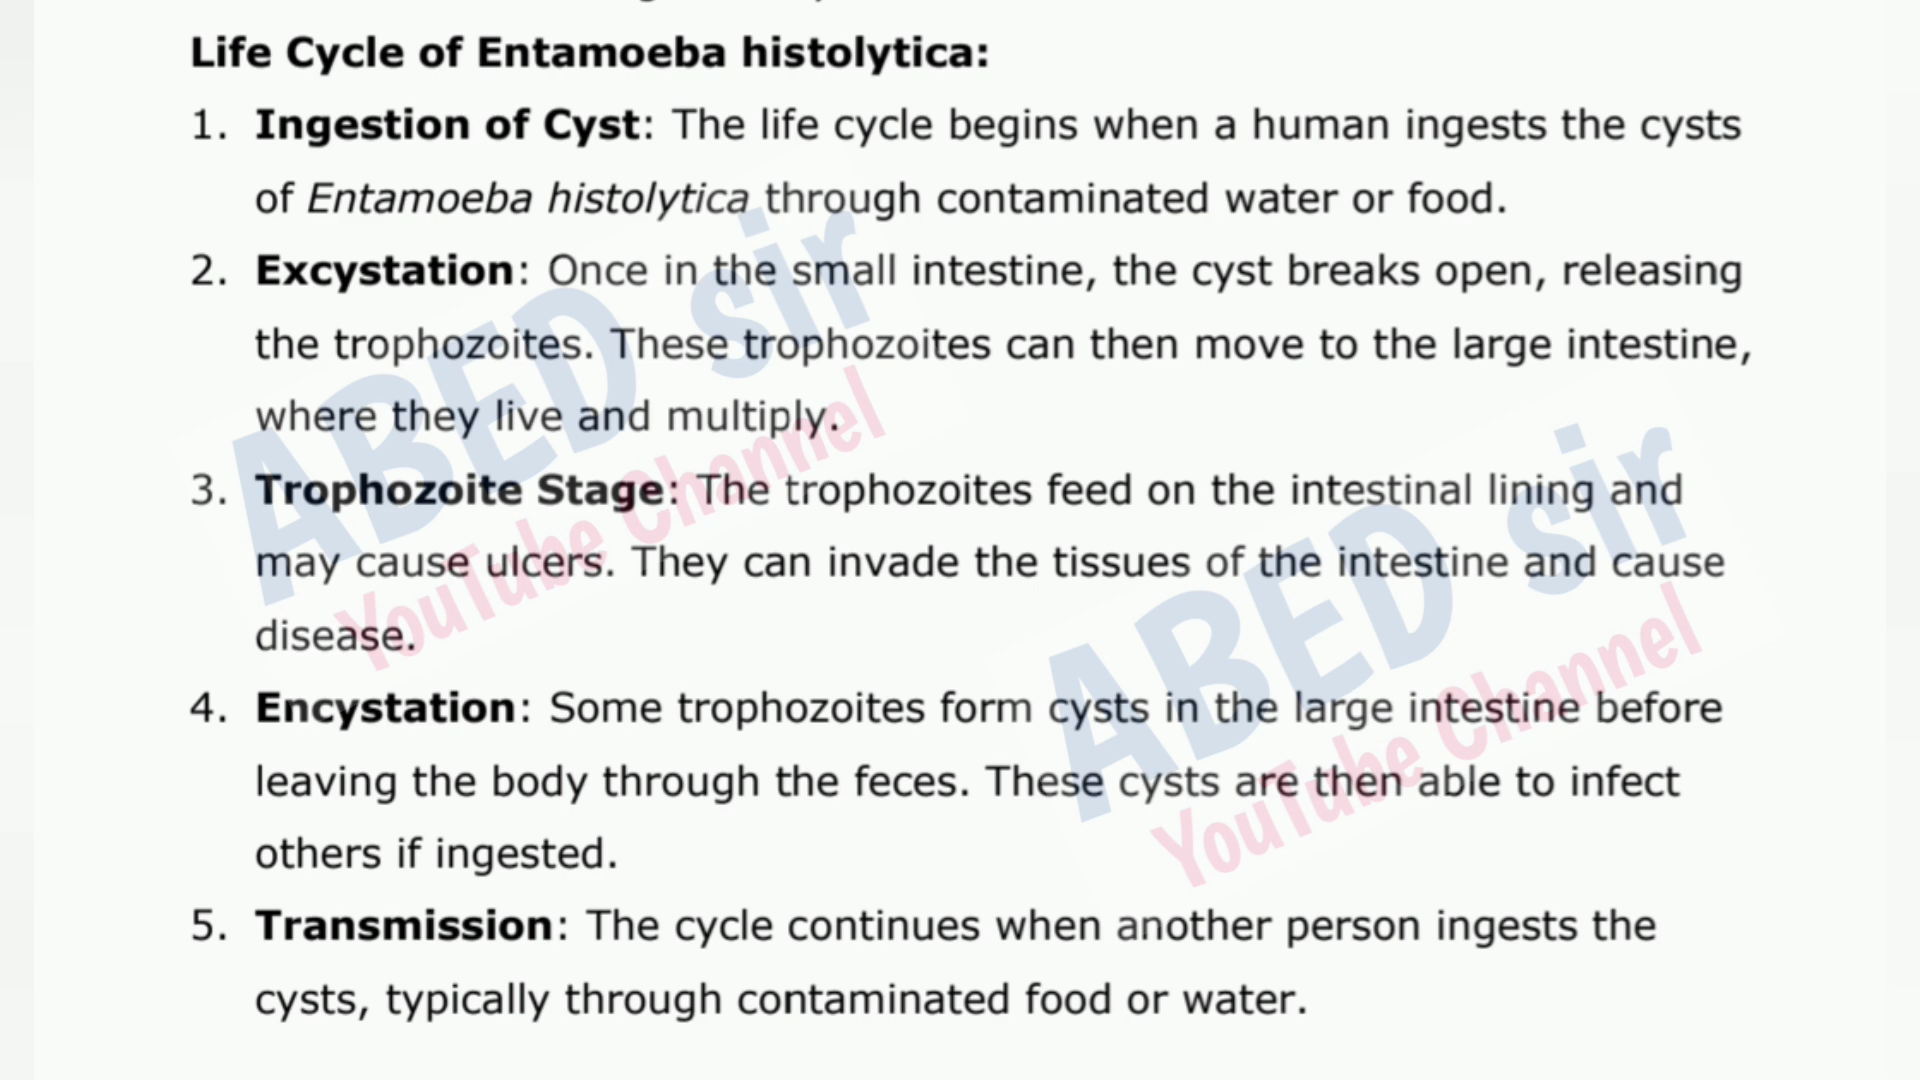 Life Cycle of Entamoeba histolytica:
1. Ingestion of Cyst: The life cycle begins when a human ingests the cysts
of Entamoeba histolytica through contaminated water or food.
2. Excystation: Once in the small intestine, the cyst breaks open, releasing
the trophozoites. These trophozoites can then move to the large intestine,
where they live and multiply.
3. Trophozoite Stage: The trophozoites feed on the intestinal lining and
may cause ulcers. They can invade the tissues of the intestine and cause
disease.
4. Encystation: Some trophozoites form cysts in the large intestine before
leaving the body through the feces. These cysts are then able to infect
others if ingested.
5. Transmission: The cycle continues when another person ingests the
cysts, typically through contaminated food or water.
ABED sir
YouTube Channel
ABED sir
YouTube Channel